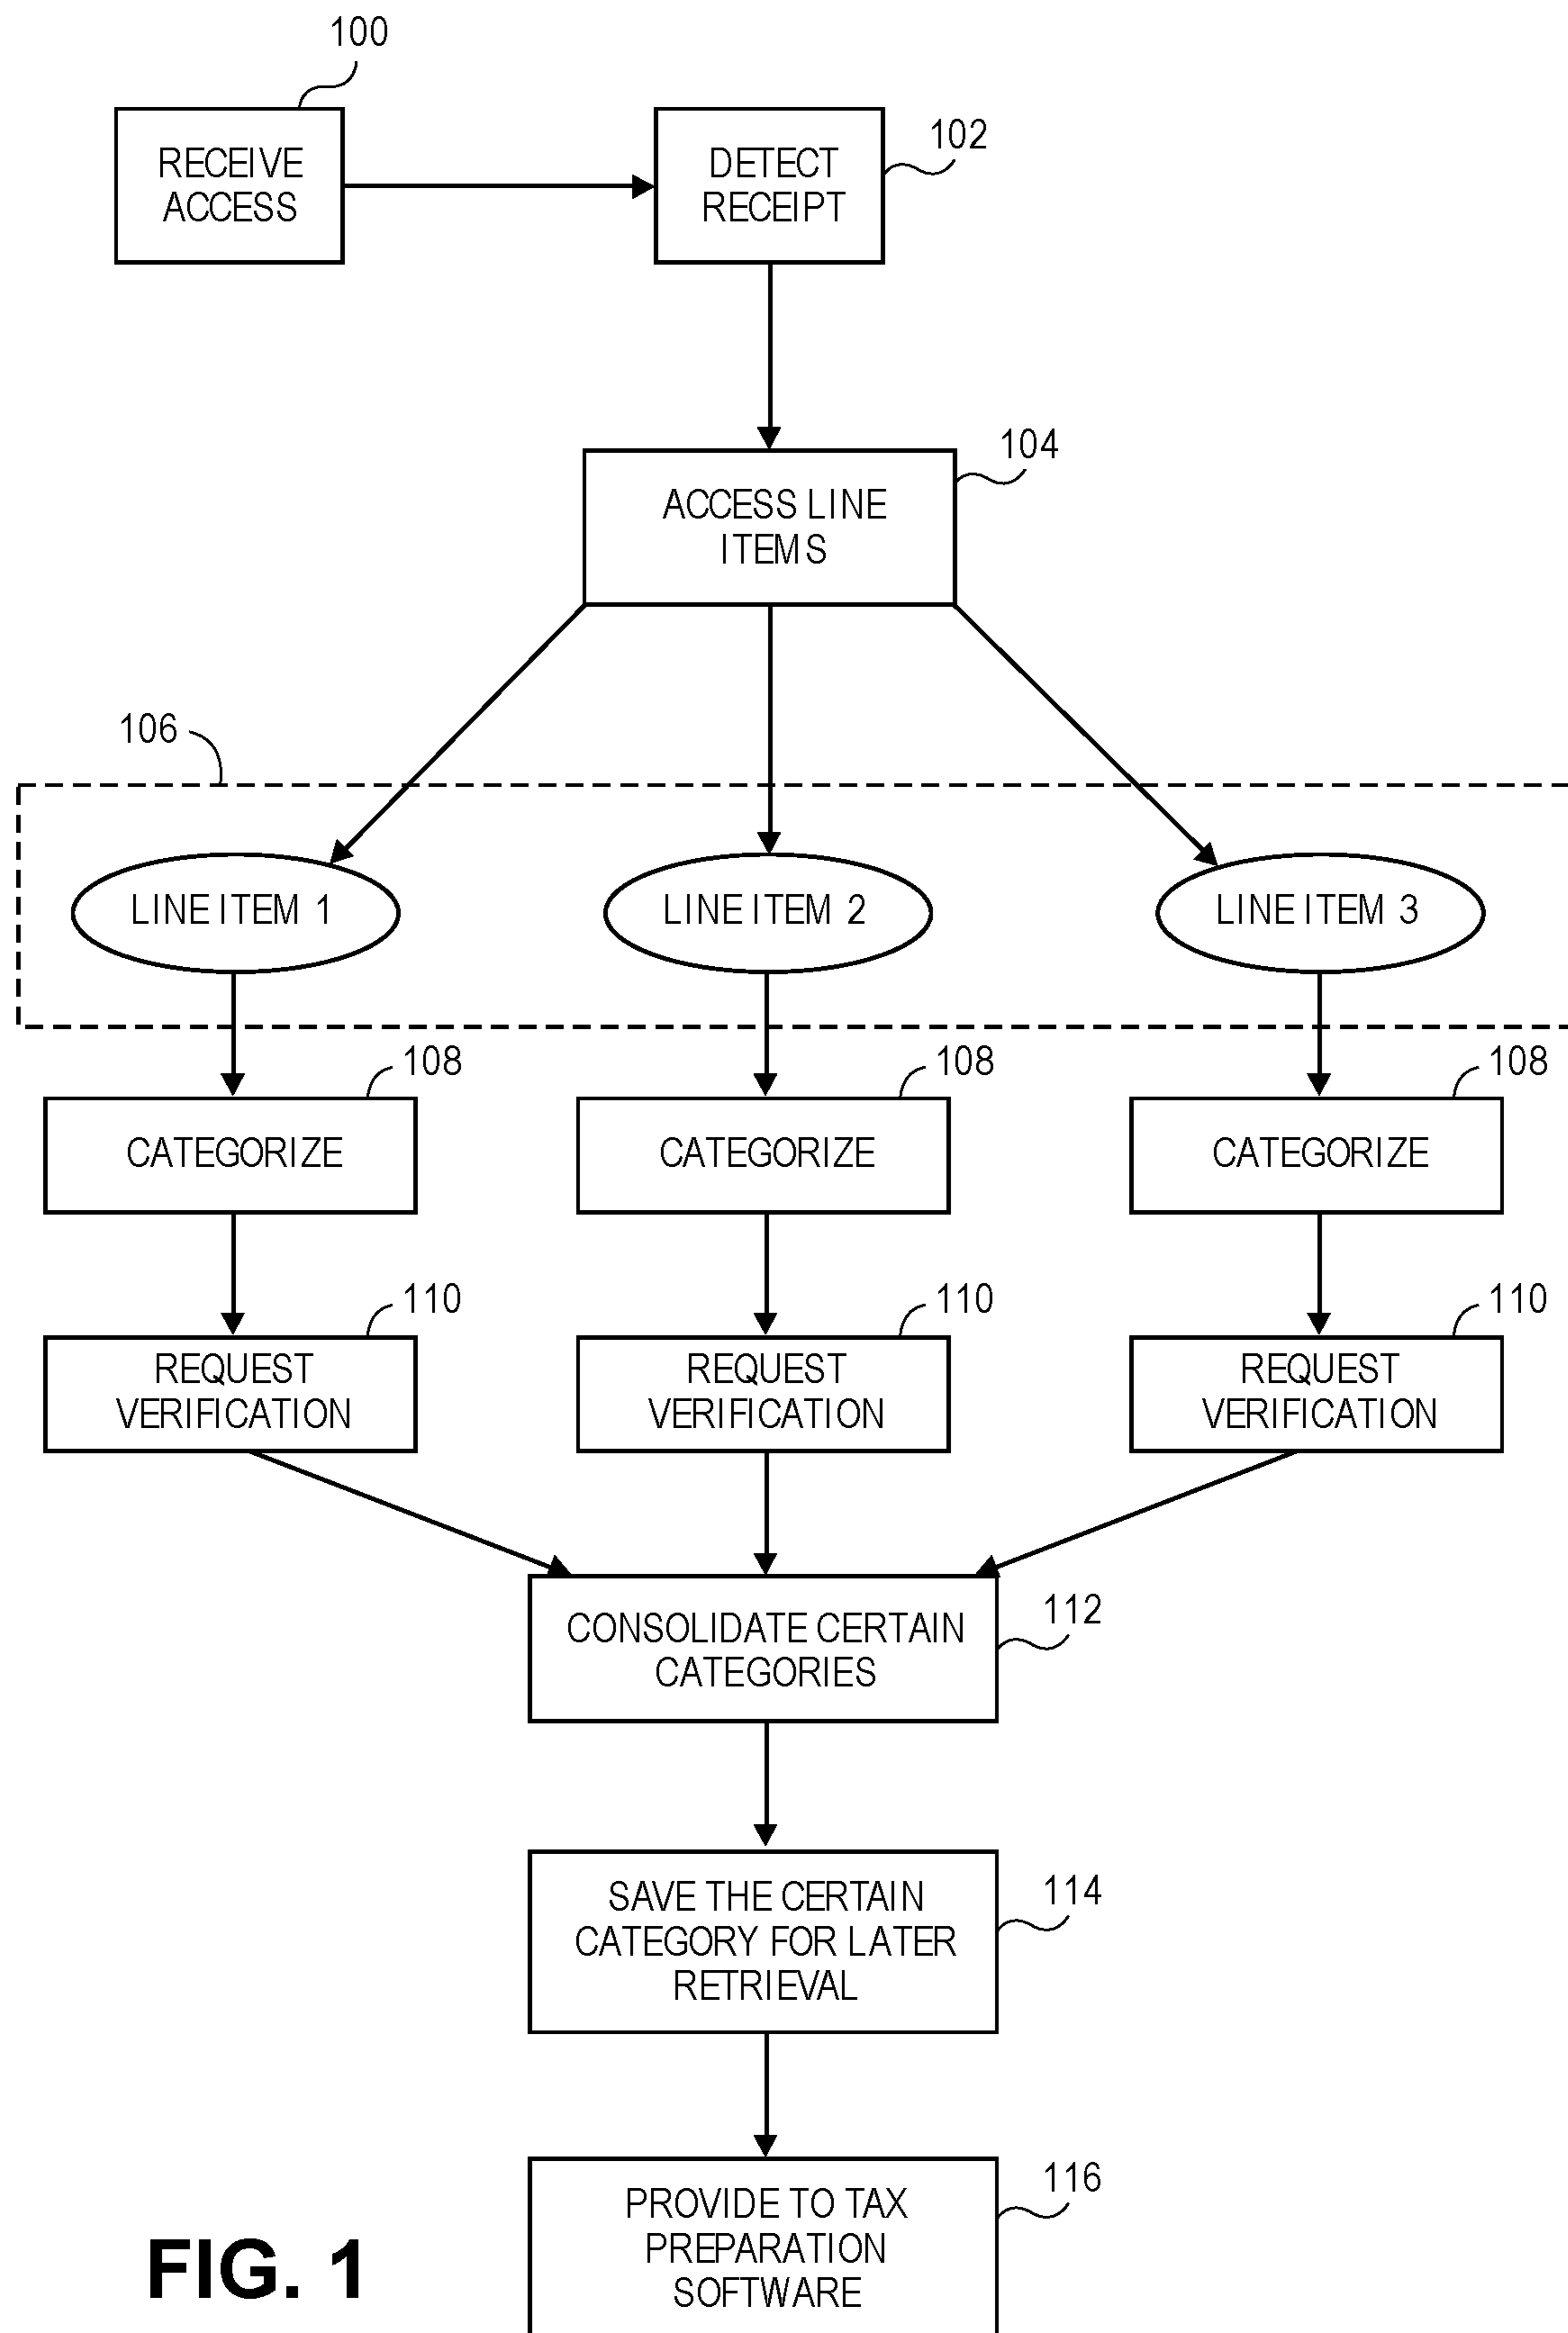 100
RECEIVE
ACCESS
102
DETECT
RECEIPT
104
ACCESS LINE
ITEMS
106
LINE ITEM 1
LINE ITEM 2
LINE ITEM 3
108
CATEGORIZE
108
CATEGORIZE
108
CATEGORIZE
110
REQUEST
VERIFICATION
110
REQUEST
VERIFICATION
110
REQUEST
VERIFICATION
112
CONSOLIDATE CERTAIN
CATEGORIES
114
SAVE THE CERTAIN
CATEGORY FOR LATER
RETRIEVAL
116
PROVIDE TO TAX
PREPARATION
SOFTWARE
FIG. 1